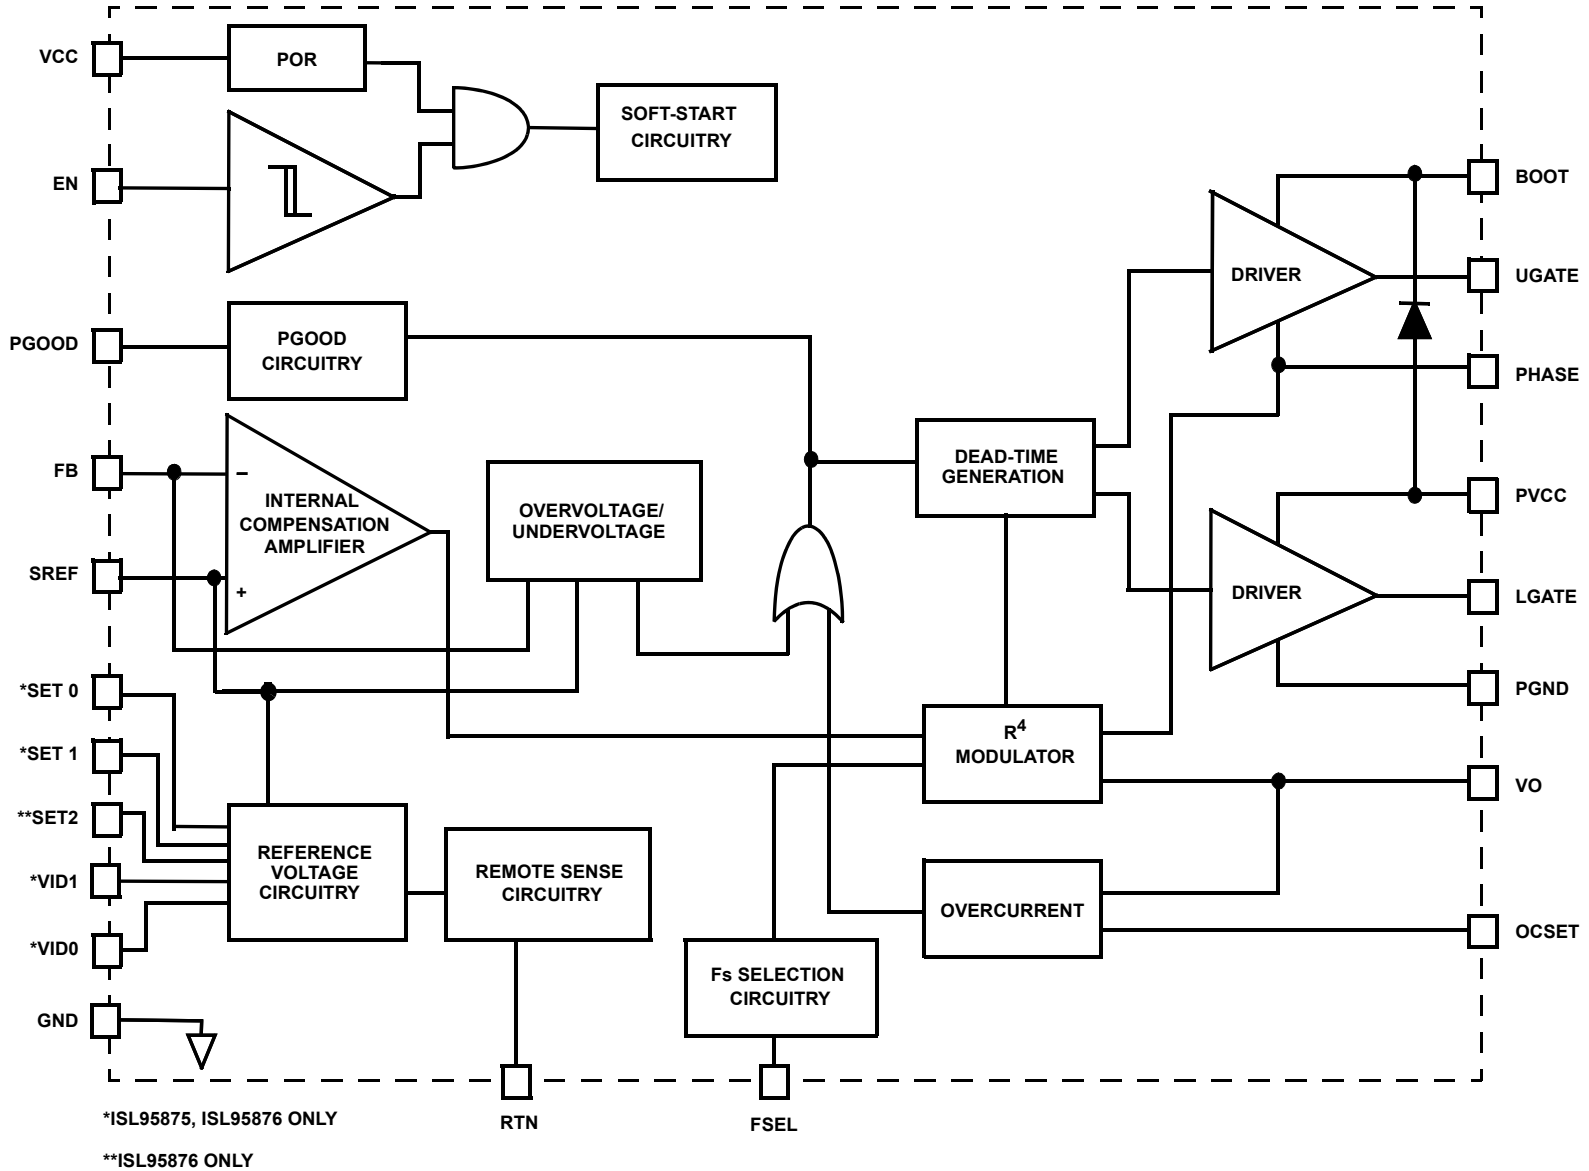 VCC
POR
SOFT-START
CIRCUITRY
EN
BOOT
DRIVER
UGATE
PGOOD
PGOOD
CIRCUITRY
PHASE
FB
−
INTERNAL
COMPENSATION
AMPLIFIER
+
OVERVOLTAGE/
UNDERVOLTAGE
DEAD-TIME
GENERATION
PVCC
SREF
DRIVER
LGATE
*SET 0
PGND
*SET 1
R4
MODULATOR
VO
**SET2
*VID1
REFERENCE
VOLTAGE
CIRCUITRY
REMOTE SENSE
CIRCUITRY
OVERCURRENT
OCSET
*VID0
Fs SELECTION
CIRCUITRY
GND
*ISL95875, ISL95876 ONLY
RTN
FSEL
**ISL95876 ONLY